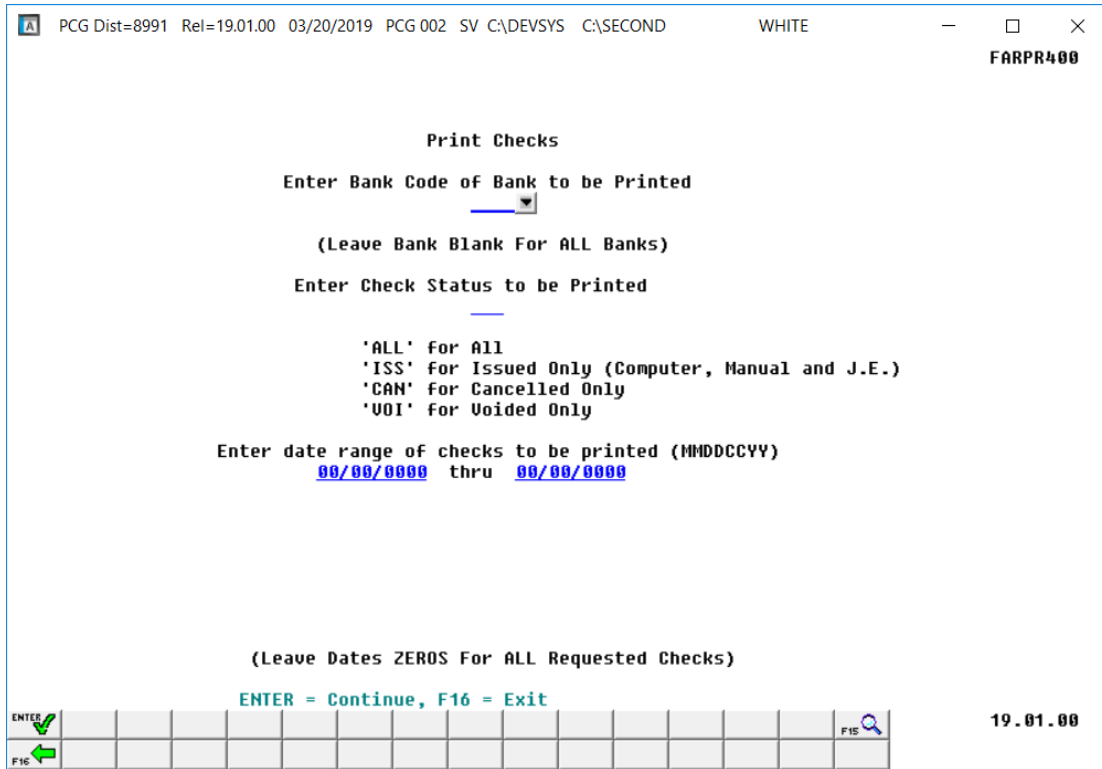 A PCG Dist=8991 Rel=19.01.00 03/20/2019 PCG 002 SV C:\DEVSYS C:\SECOND WHITE
FARPR400
Print Checks
Enter Bank Code of Bank to be Printed
(Leave Bank Blank For ALL Banks)
Enter Check Status to be Printed
'ALL' for All
'ISS' for Issued Only (Computer, Manual and J.E.)
'CAN' for Cancelled Only
'VOI' for Voided Only
Enter date range of checks to be printed (MMDDCCYY)
00/00/0000 thru 00/00/0000
(Leave Dates ZEROS For ALL Requested Checks)
ENTER = Continue, F16 = Exit
ENTER F15 19.01.00
F16